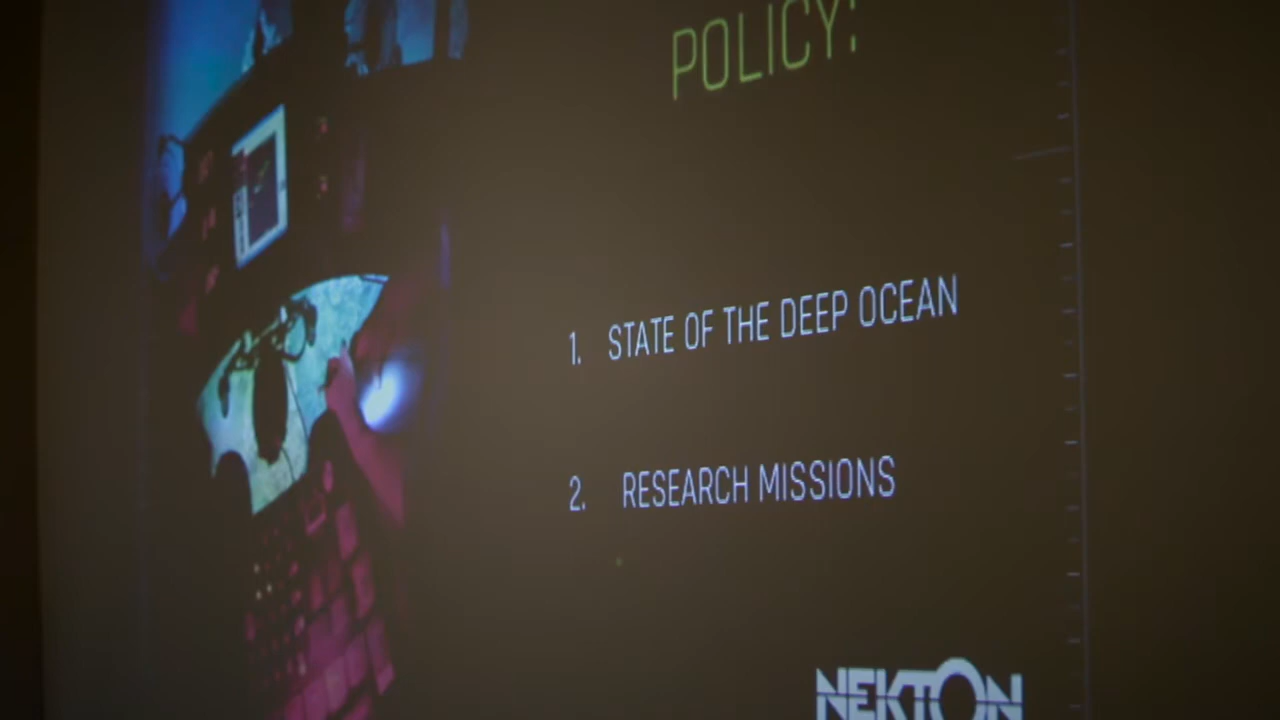 POLICY:
1. STATE OF THE DEEP OCEAN
2. RESEARCH MISSIONS
NEKTON